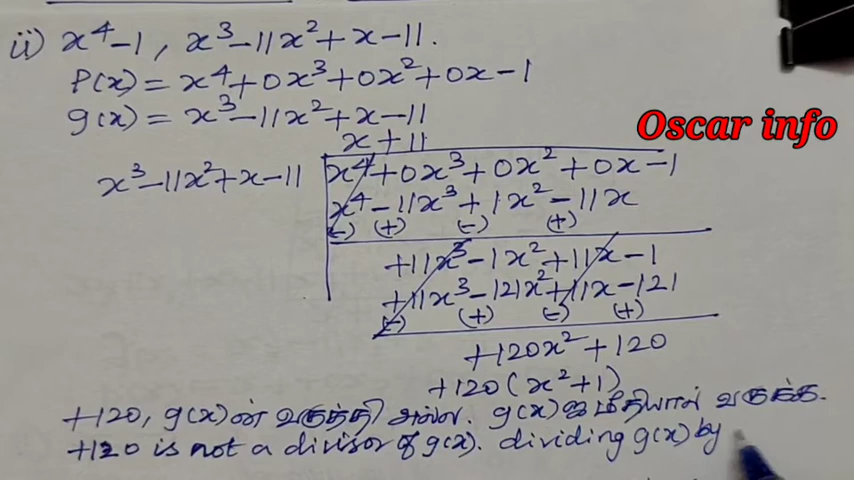 ii) x⁴-1, x³-11x²+x-11.
P(x) = x⁴+0x³+0x²+0x-1
g(x) = x³-11x²+x-11
Oscar info
x+11
x³-11x²+x-11 | x⁴+0x³+0x²+0x-1
x⁴-11x³+1x²-11x
(-) (+) (-) (+)
+11x³-1x²+11x-1
+11x³-121x²+11x-121
(-) (+) (-) (+)
+120x²+120
+120(x²+1)
+120, g(x)ன் வகுத்தி அல்ல. g(x)ஐ மீதியால் வகுக்க.
+120 is not a divisor of g(x). dividing g(x) by